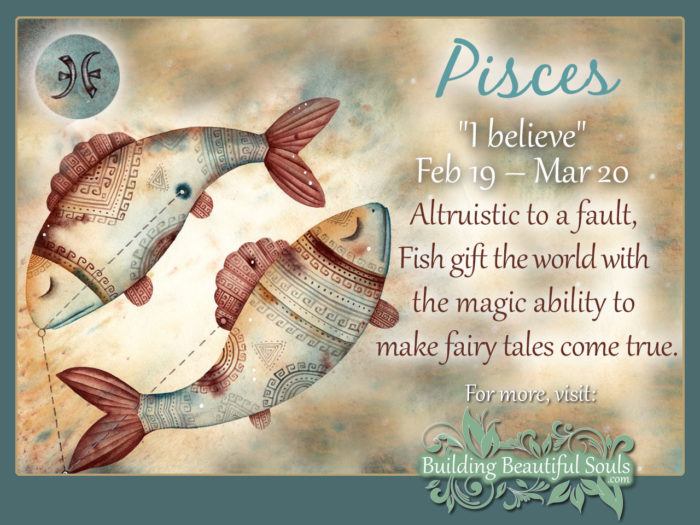 Pisces
"I believe"
Feb 19 – Mar 20
Altruistic to a fault,
Fish gift the world with
the magic ability to
make fairy tales come true.
For more, visit:
Building Beautiful Souls
.com